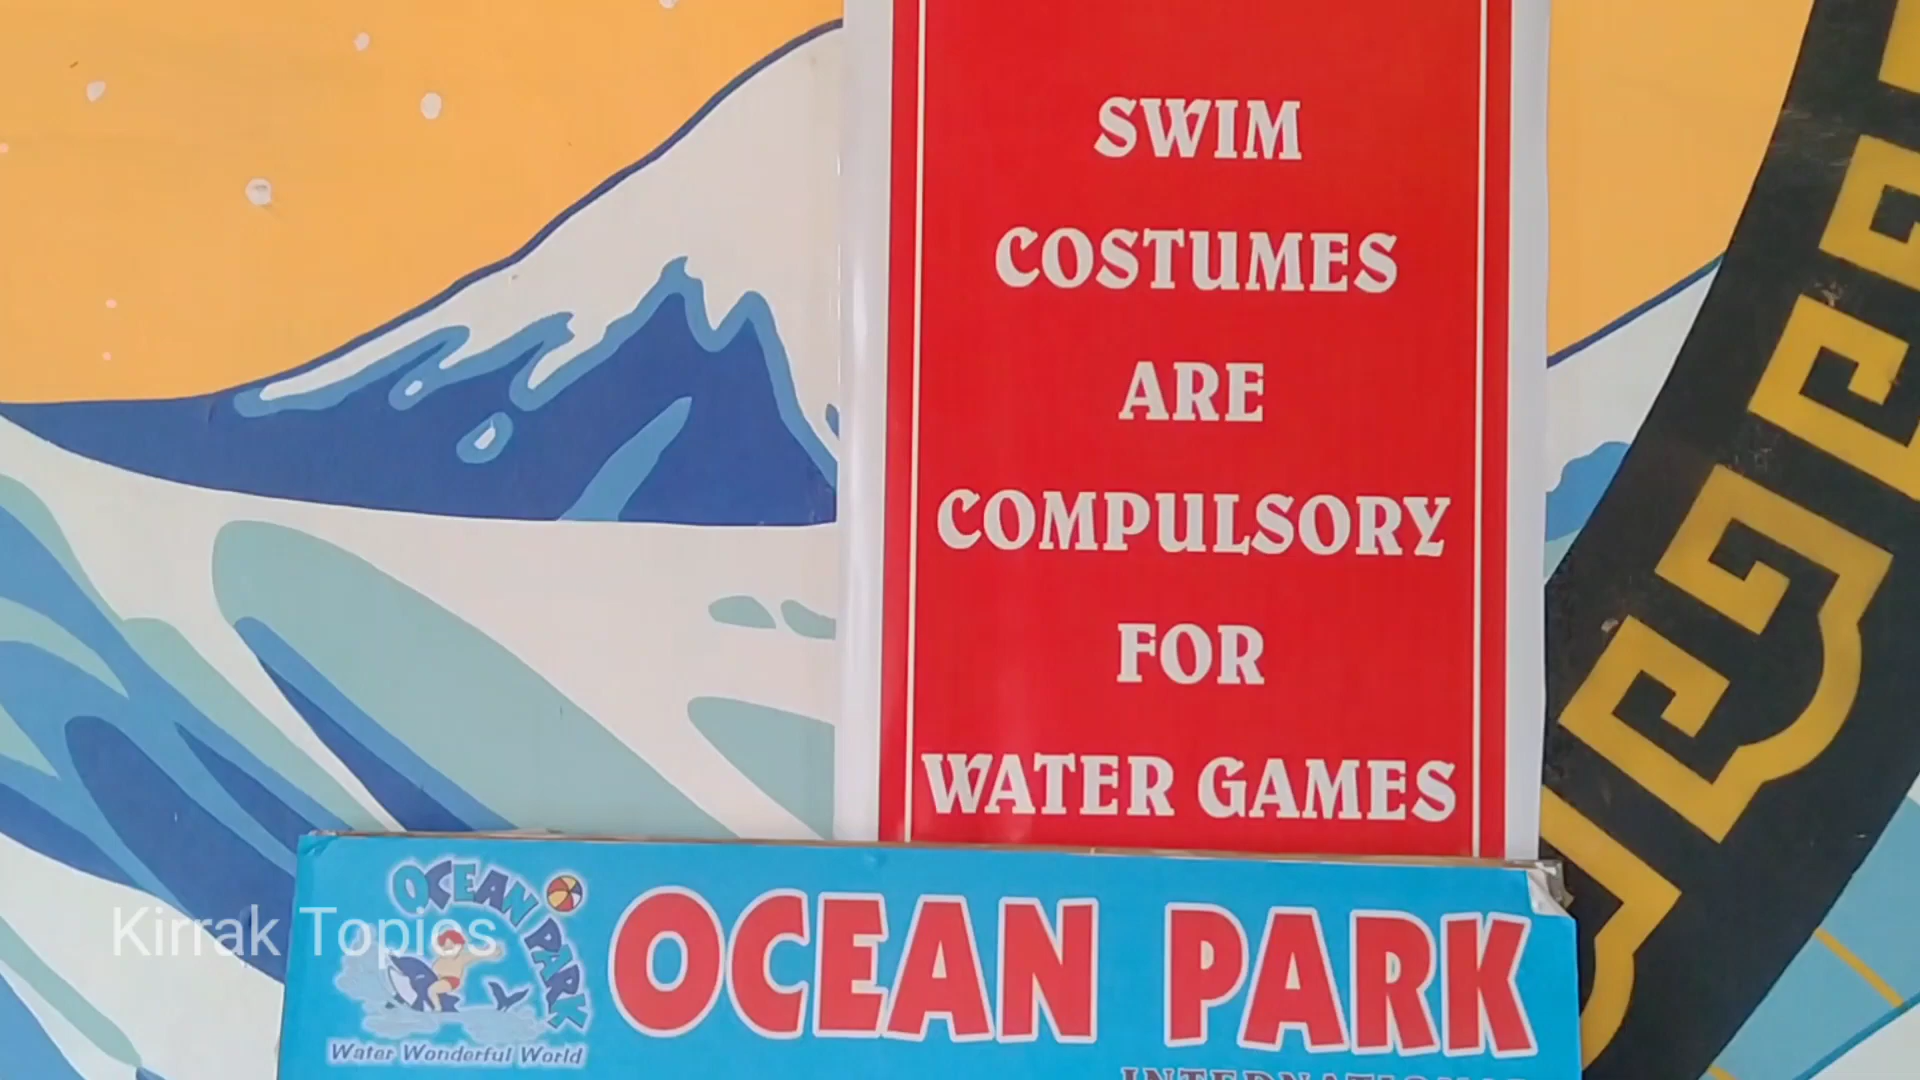 SWIM
COSTUMES
ARE
COMPULSORY
FOR
WATER GAMES
OCEAN PARK
Water Wonderful World
OCEAN PARK
Kirrak Topics